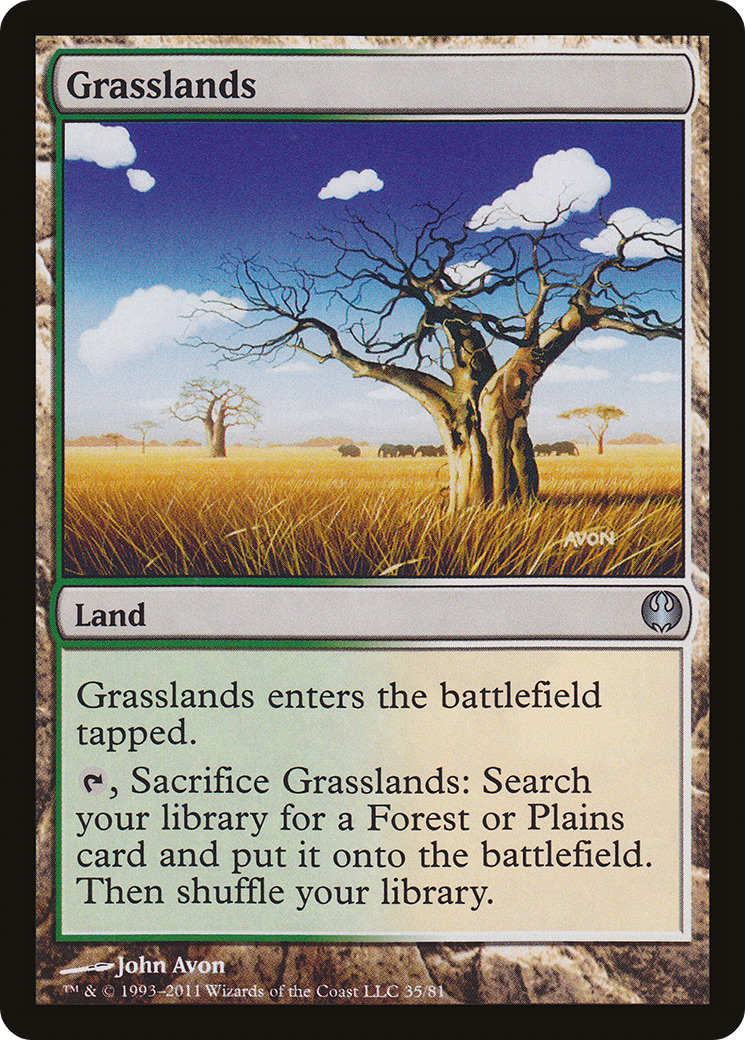 Grasslands
AVON
Land
Grasslands enters the battlefield
tapped.
, Sacrifice Grasslands: Search
your library for a Forest or Plains
card and put it onto the battlefield.
Then shuffle your library.
John Avon
™ & © 1993–2011 Wizards of the Coast LLC 35/81